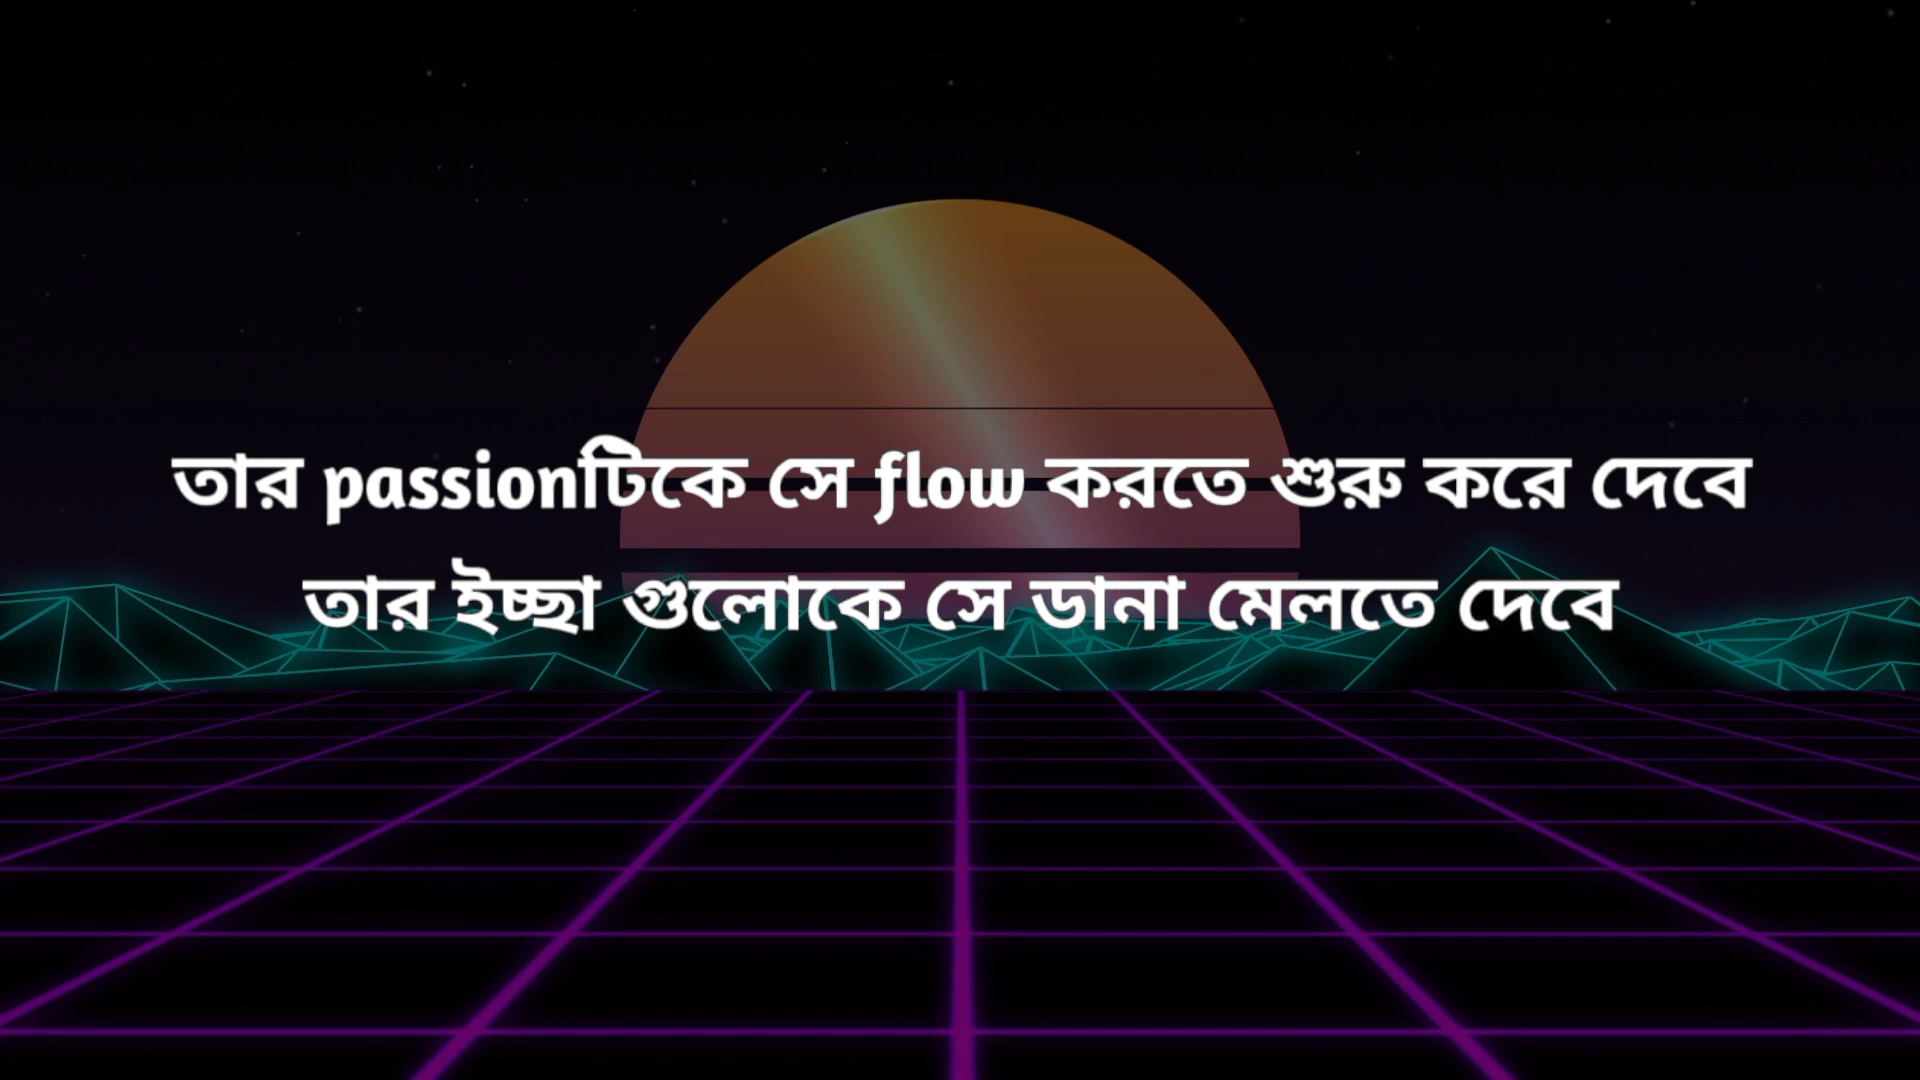 তার passionটিকে সে flow করতে শুরু করে দেবে
তার ইচ্ছা গুলোকে সে ডানা মেলতে দেবে